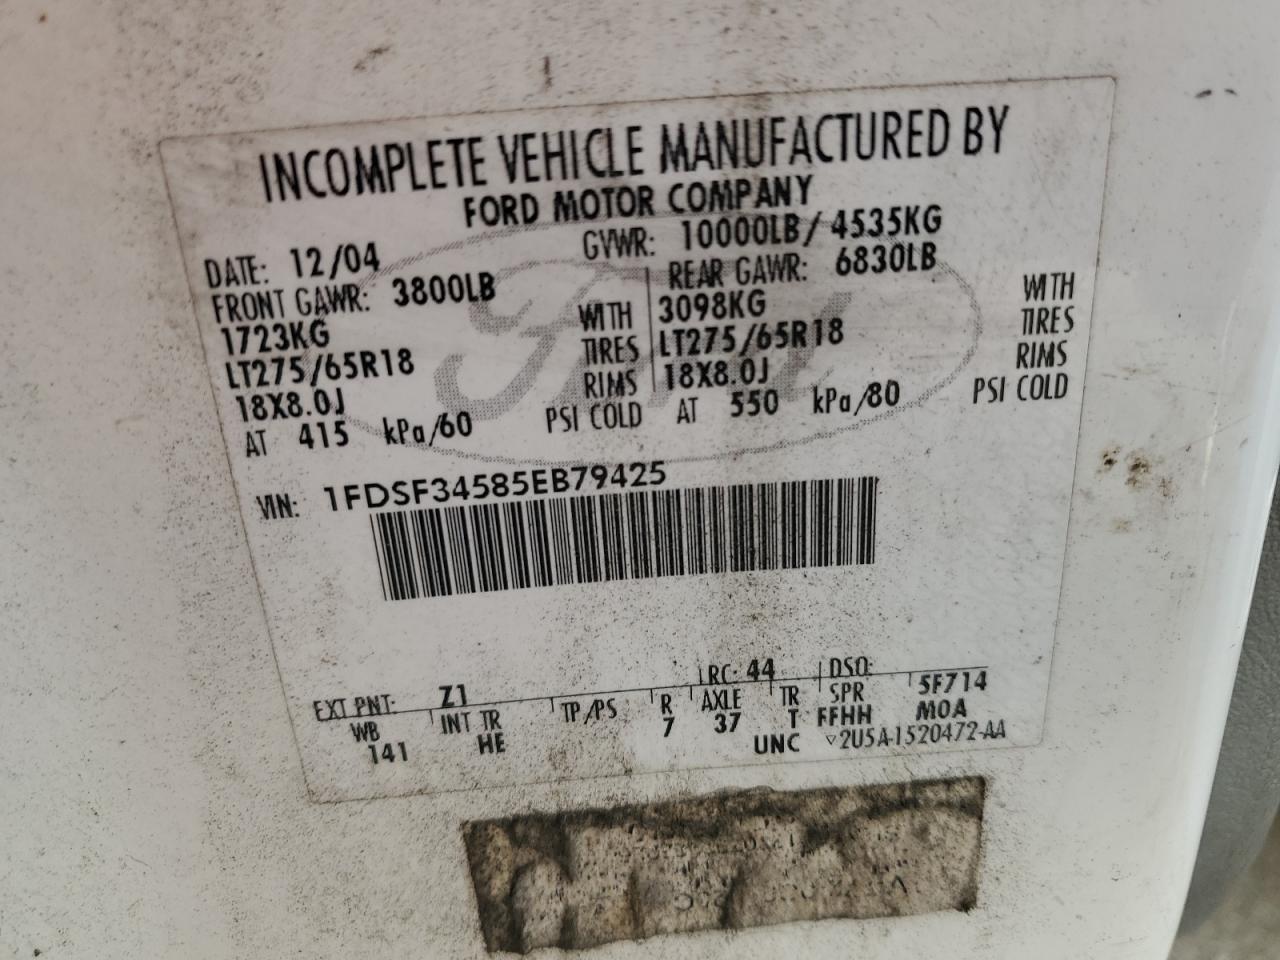 INCOMPLETE VEHICLE MANUFACTURED BY
FORD MOTOR COMPANY
DATE: 12/04 GVWR: 10000LB/ 4535KG
FRONT GAWR: 3800LB REAR GAWR: 6830LB
1723KG WITH 3098KG WITH
LT275/65R18 TIRES LT275/65R18 TIRES
18X8.0J RIMS 18X8.0J RIMS
AT 415 kPa/60 PSI COLD AT 550 kPa/80 PSI COLD
VIN: 1FDSF34585EB79425
EXT PNT: Z1 RC: 44 DSO:
WB INT TR TP/PS R AXLE TR SPR 5F714
141 HE 7 37 T FFHH M0A
UNC ▽2U5A-1520472-AA